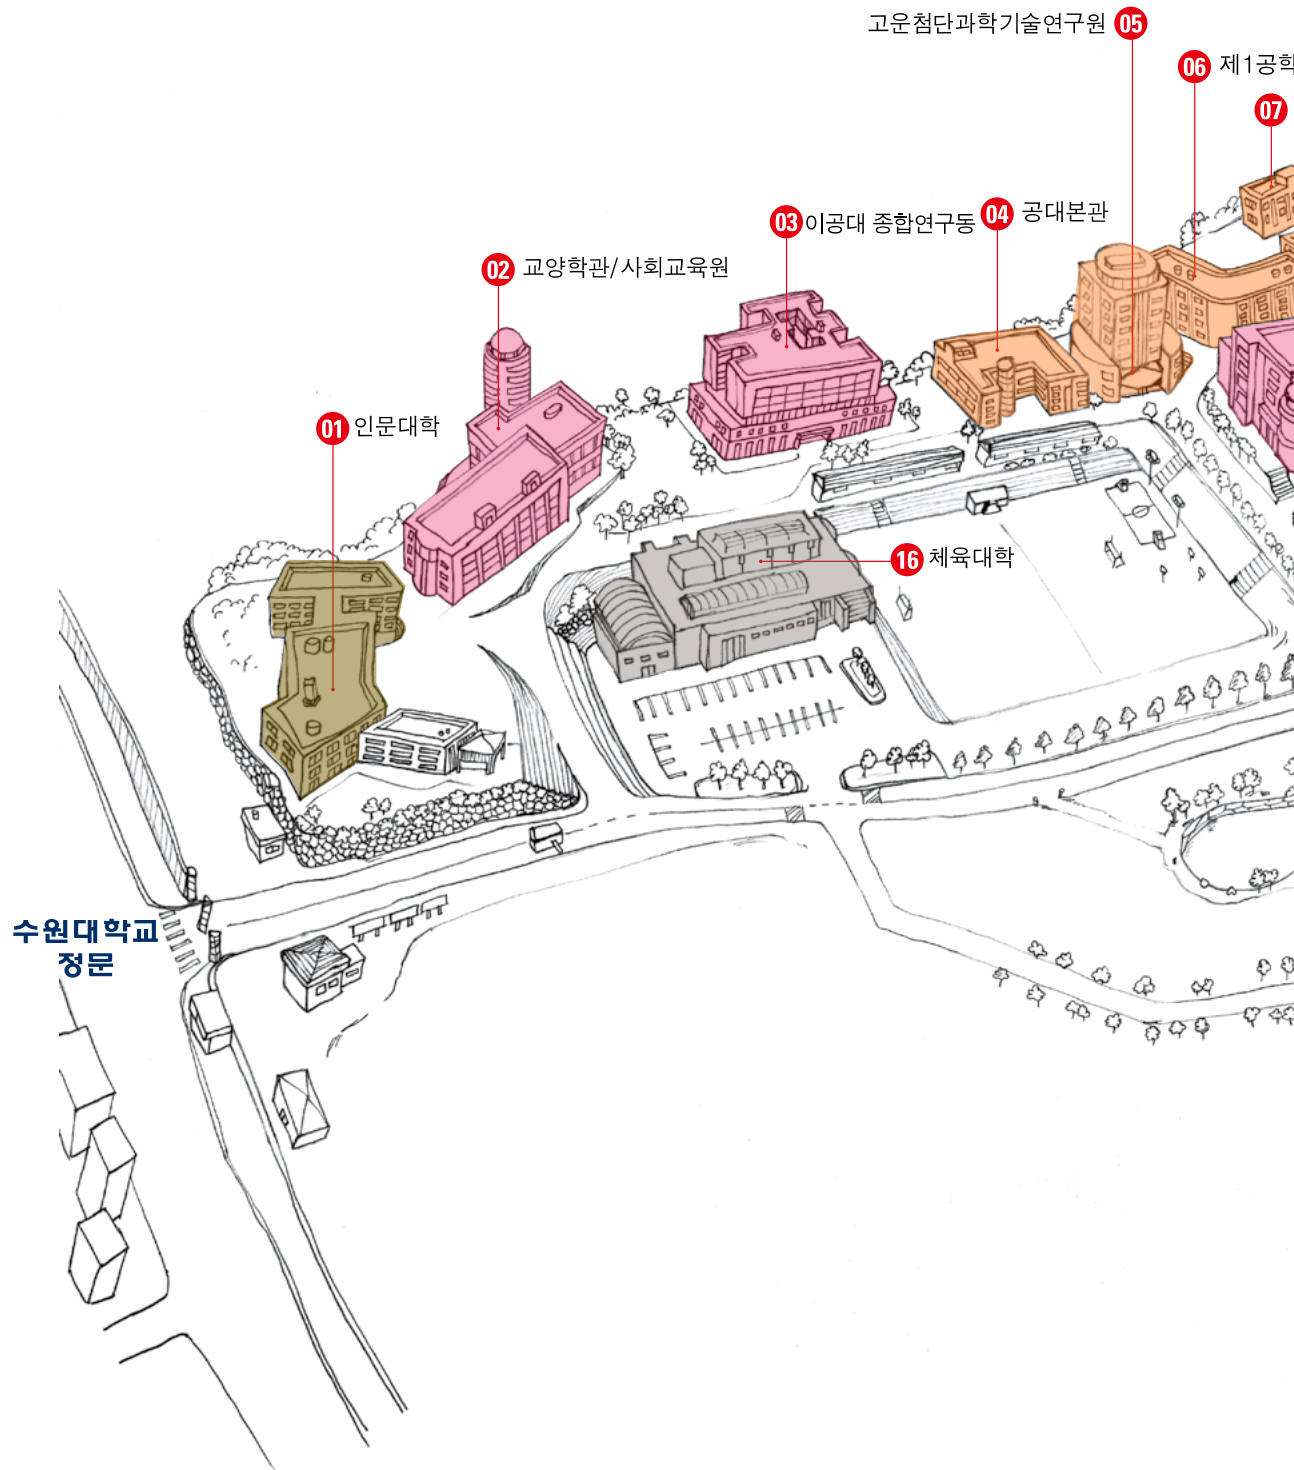 고운첨단과학기술연구원 05
06 제1공학
07
03 이공대 종합연구동
04 공대본관
02 교양학관/사회교육원
01 인문대학
16 체육대학
수원대학교
정문